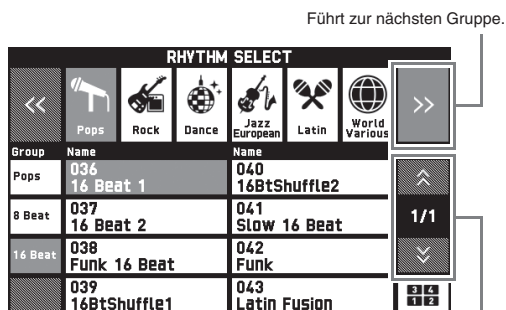 Führt zur nächsten Gruppe.
RHYTHM SELECT
<< Pops Rock Dance Jazz European Latin World Various >>
Group Name Name
Pops 036 16 Beat 1 040 16BtShuffle2
8 Beat 037 16 Beat 2 041 Slow 16 Beat 1/1
16 Beat 038 Funk 16 Beat 042 Funk
039 16BtShuffle1 043 Latin Fusion
3 4
1 2